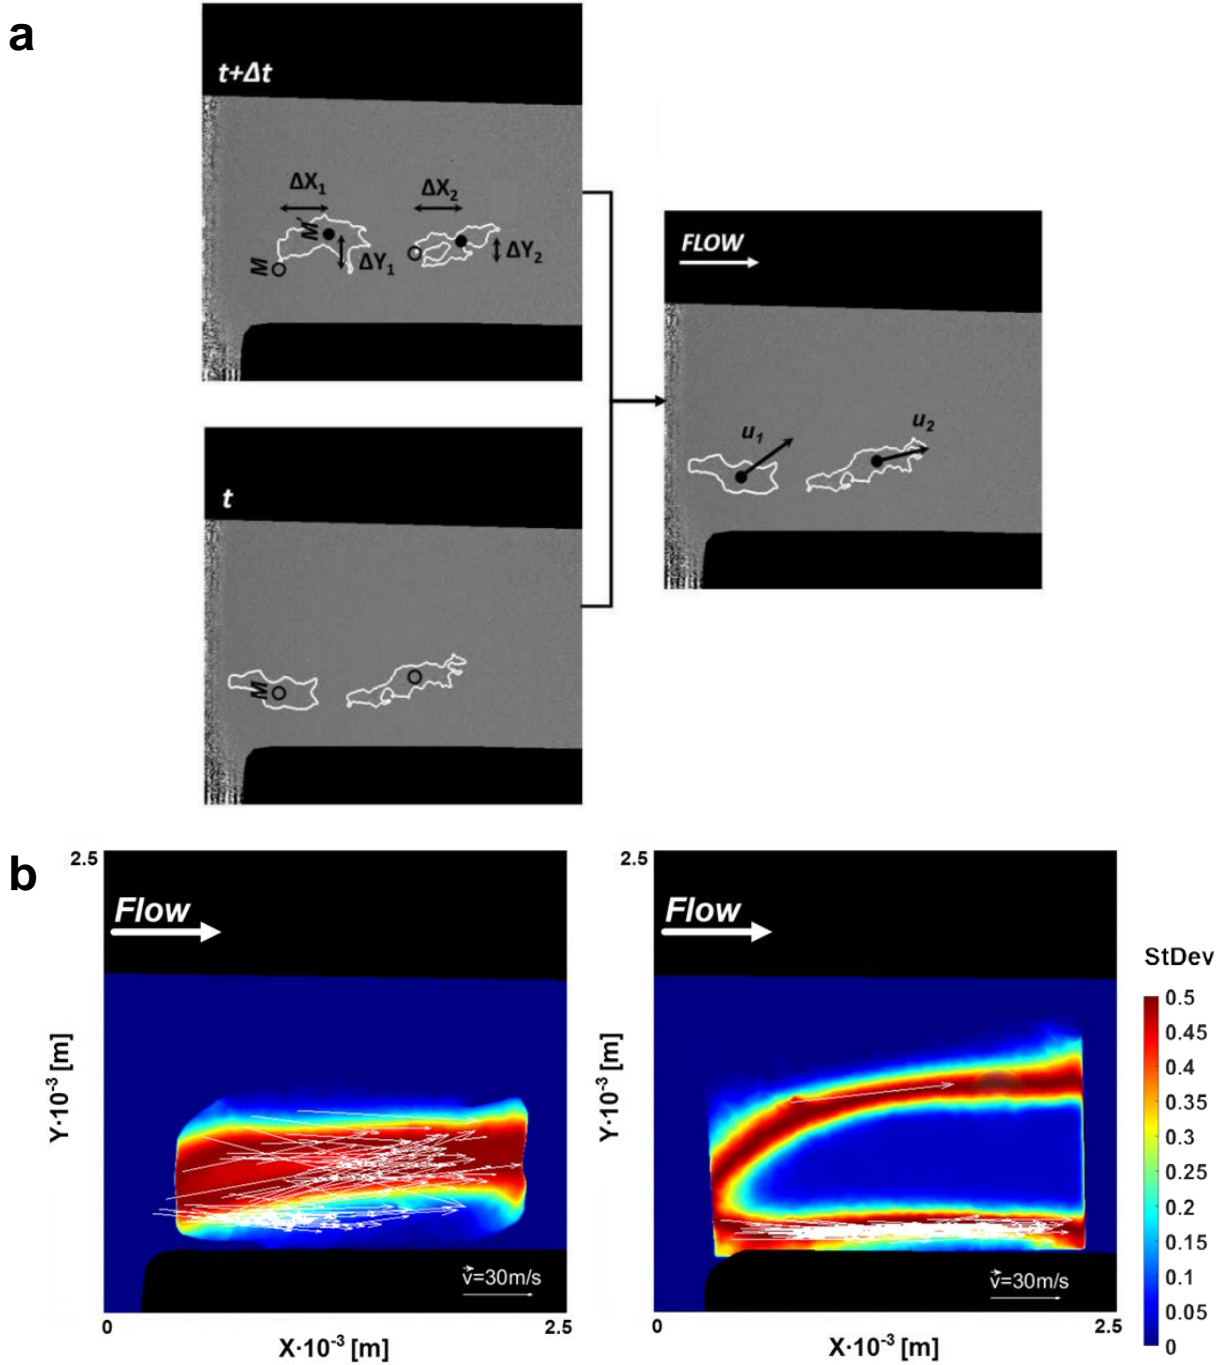 a
t+Δt
ΔX₁
ΔX₂
M′
M
ΔY₁
ΔY₂
FLOW
u₁
u₂
t
M
b
2.5
Flow
Y·10⁻³ [m]
v⃗=30m/s
0
2.5
X·10⁻³ [m]
2.5
Flow
Y·10⁻³ [m]
v⃗=30m/s
0
2.5
X·10⁻³ [m]
StDev
0.5
0.45
0.4
0.35
0.3
0.25
0.2
0.15
0.1
0.05
0